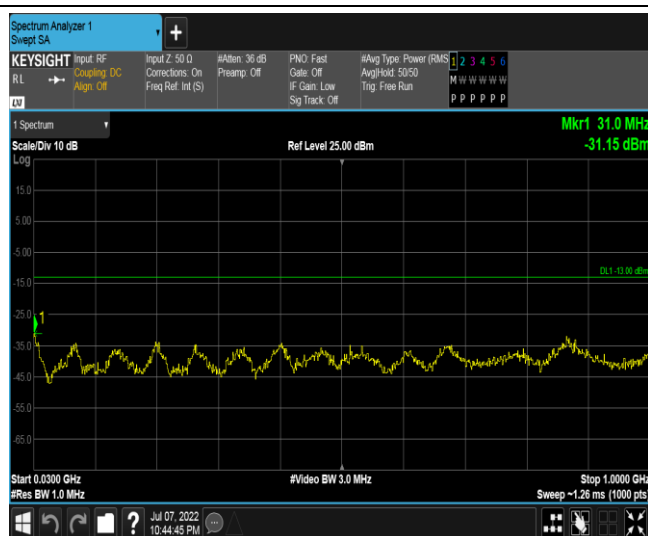 Spectrum Analyzer 1
Swept SA
KEYSIGHT
RL
LXI
Input: RF
Coupling: DC
Align: Off
Input Z: 50 Ω
Corrections: On
Freq Ref: Int (S)
#Atten: 36 dB
Preamp: Off
PNO: Fast
Gate: Off
IF Gain: Low
Sig Track: Off
#Avg Type: Power (RMS
Avg|Hold: 50/50
Trig: Free Run
1 2 3 4 5 6
M W W W W W
P P P P P P
1 Spectrum
Mkr1 31.0 MHz
Scale/Div 10 dB
Ref Level 25.00 dBm
-31.15 dBm
Log
15.0
5.00
-5.00
DL1 -13.00 dBm
-15.0
-25.0
1
-35.0
-45.0
-55.0
-65.0
Start 0.0300 GHz
#Video BW 3.0 MHz
Stop 1.0000 GHz
#Res BW 1.0 MHz
Sweep ~1.26 ms (1000 pts)
?
Jul 07, 2022
10:44:45 PM